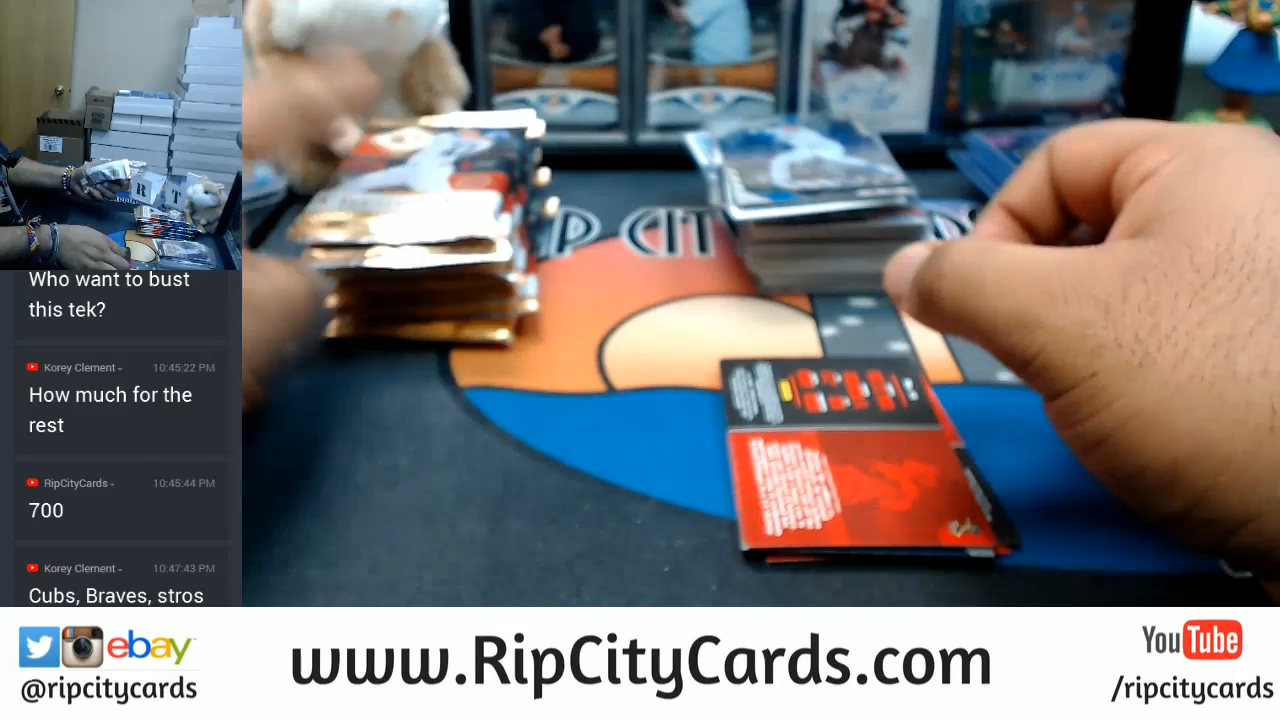 Who want to bust
this tek?
Korey Clement 10:45:22 PM
How much for the
rest
RipCityCards 10:45:44 PM
700
Korey Clement 10:47:43 PM
Cubs, Braves, stros
R T
IP CIT
ebay
@ripcitycards
www.RipCityCards.com
YouTube
/ripcitycards